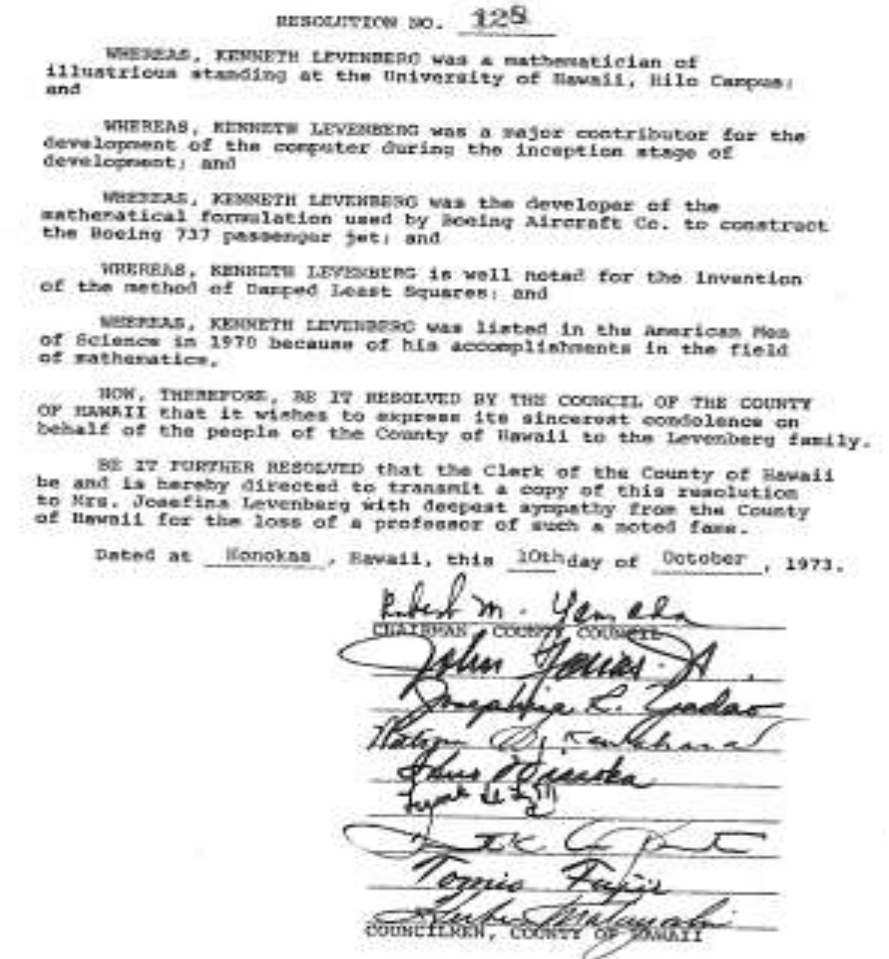 RESOLUTION NO. 128
WHEREAS, KENNETH LEVENBERG was a mathematician of
illustrious standing at the University of Hawaii, Hilo Campus;
and
WHEREAS, KENNETH LEVENBERG was a major contributor for the
development of the computer during the inception stage of
development; and
WHEREAS, KENNETH LEVENBERG was the developer of the
mathematical formulation used by Boeing Aircraft Co. to construct
the Boeing 737 passenger jet; and
WHEREAS, KENNETH LEVENBERG is well noted for the invention
of the method of Damped Least Squares; and
WHEREAS, KENNETH LEVENBERG was listed in the American Men
of Science in 1970 because of his accomplishments in the field
of mathematics.
NOW, THEREFORE, BE IT RESOLVED BY THE COUNCIL OF THE COUNTY
OF HAWAII that it wishes to express its sincerest condolence on
behalf of the people of the County of Hawaii to the Levenberg family.
BE IT FURTHER RESOLVED that the Clerk of the County of Hawaii
be and is hereby directed to transmit a copy of this resolution
to Mrs. Josefina Levenberg with deepest sympathy from the County
of Hawaii for the loss of a professor of such a noted fame.
Dated at Honokaa, Hawaii, this 10th day of October, 1973.
Robert M. Yamada
CHAIRMAN, COUNTY COUNCIL
John
Josephine R. Yadao
Tomio Fujii
COUNCILMEN, COUNTY OF HAWAII